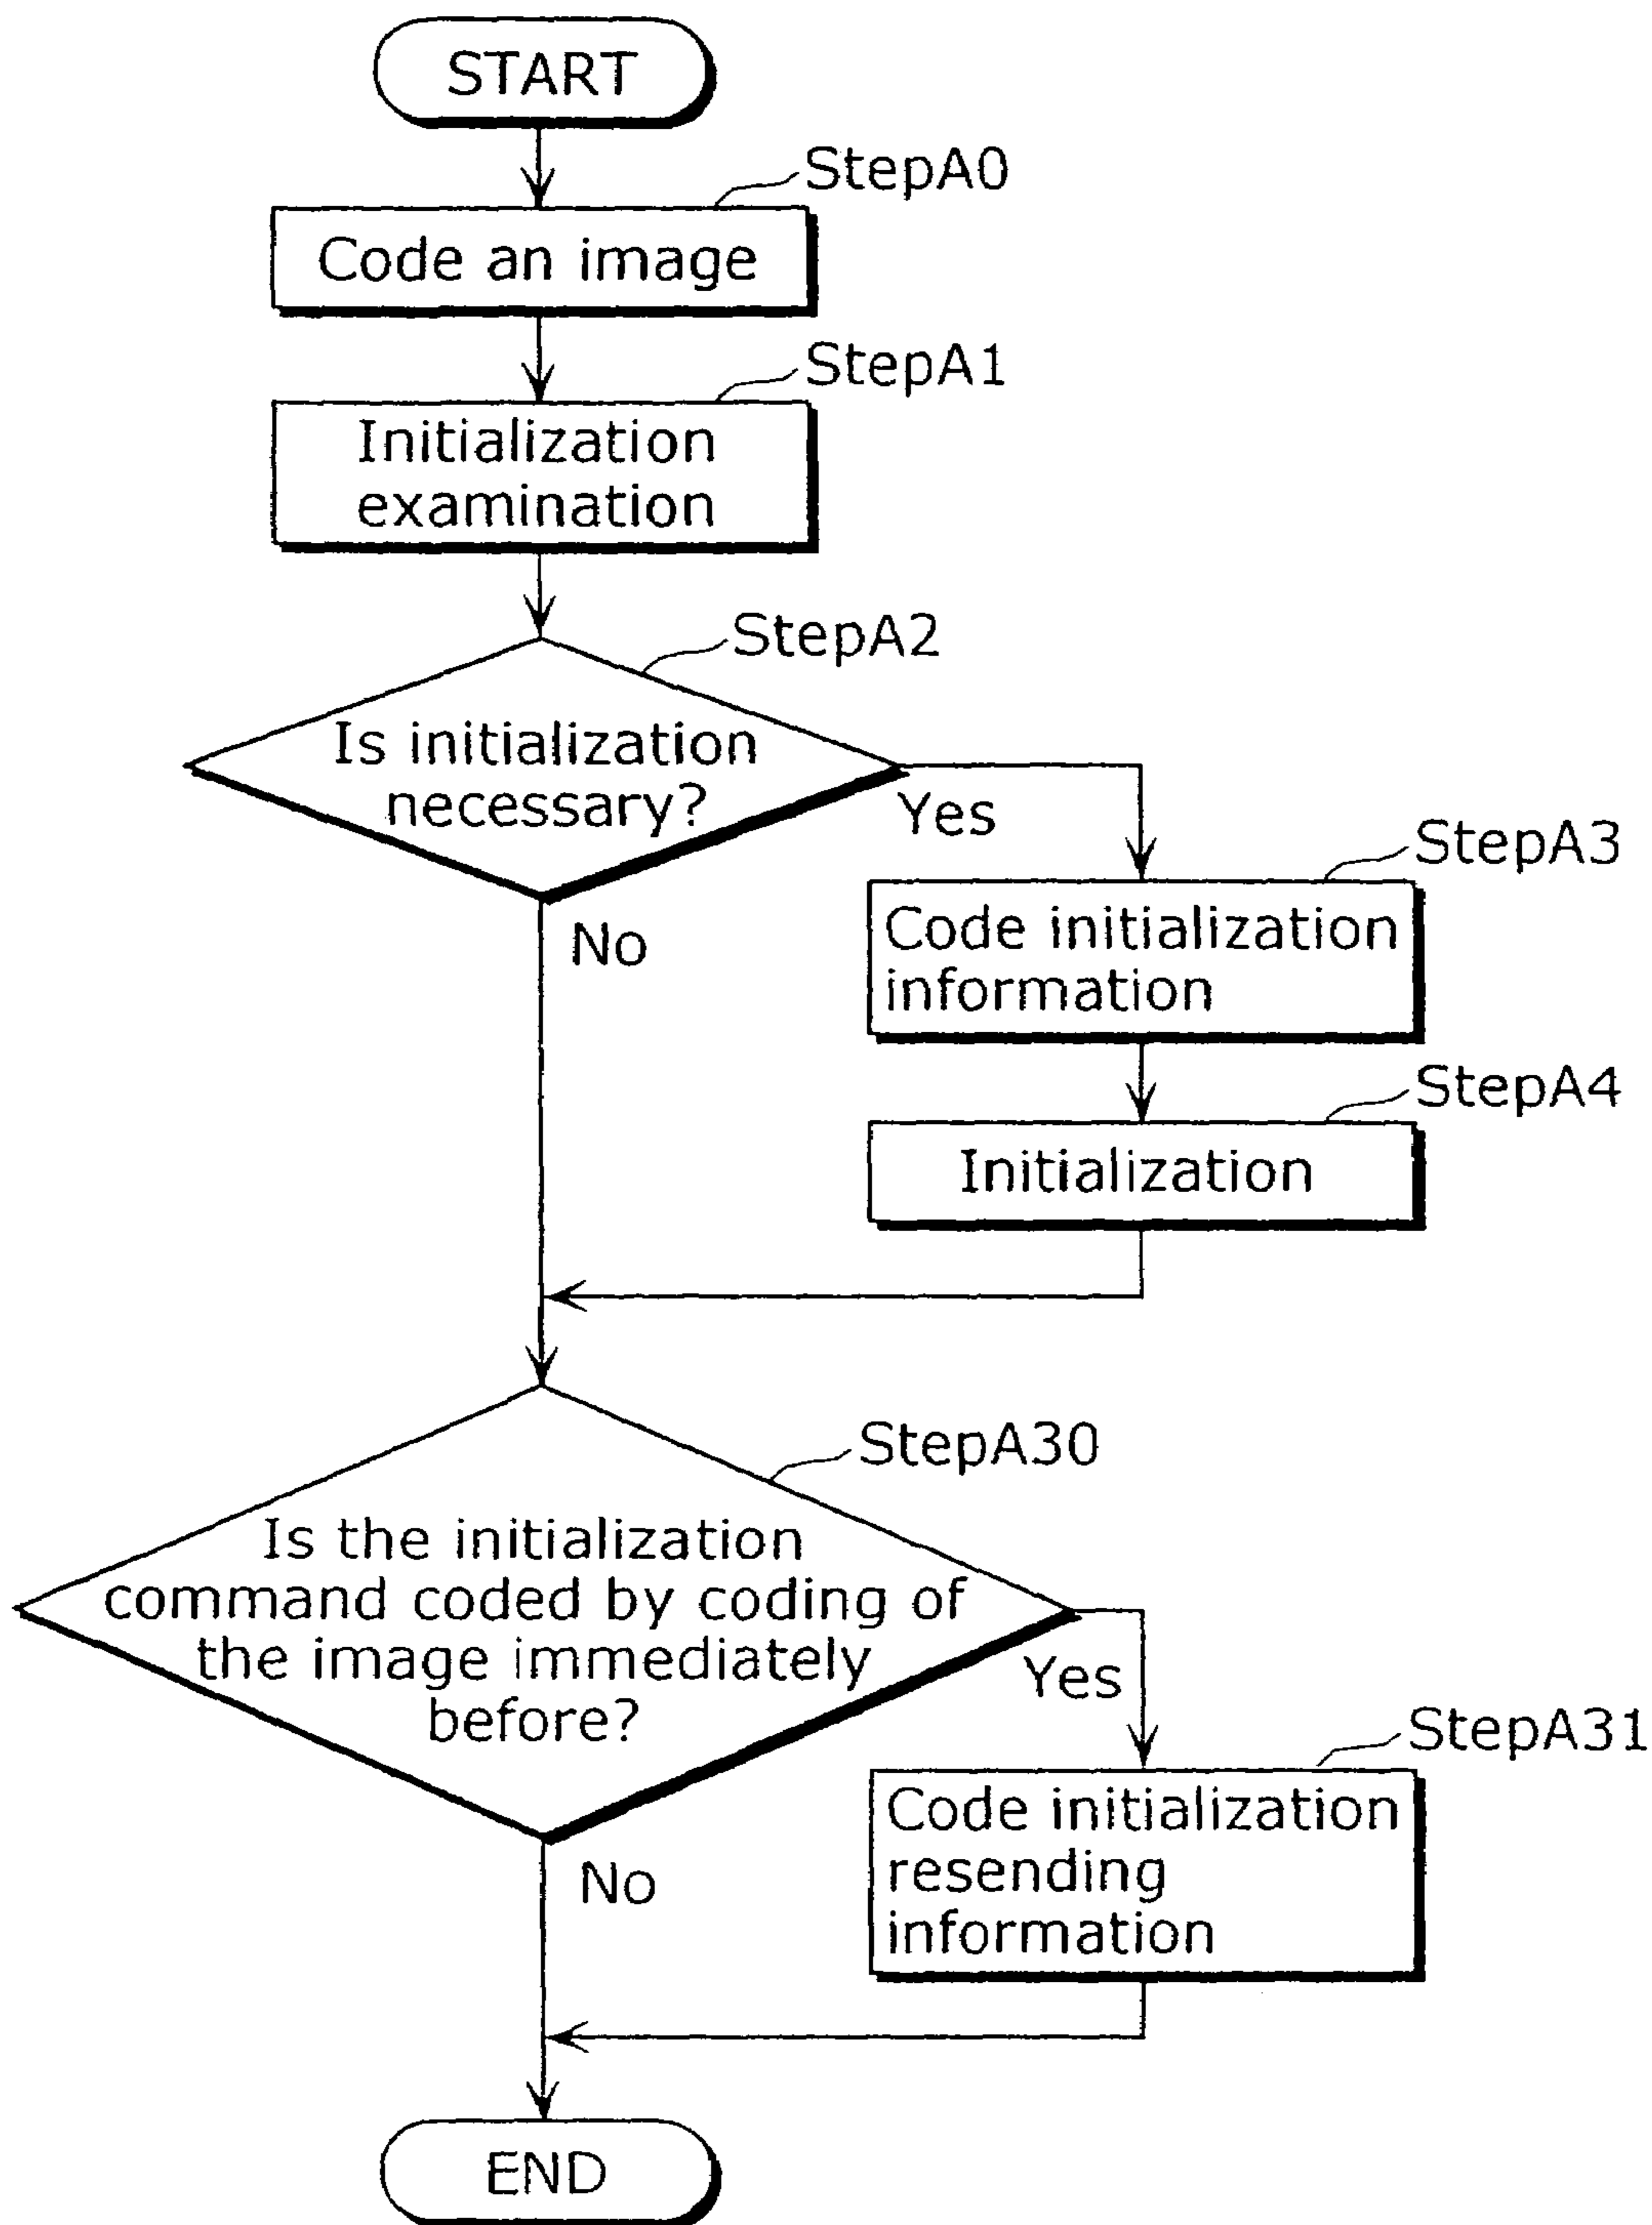 START
StepA0
Code an image
StepA1
Initialization
examination
StepA2
Is initialization
necessary?
Yes
No
StepA3
Code initialization
information
StepA4
Initialization
StepA30
Is the initialization
command coded by coding of
the image immediately
before?
Yes
No
StepA31
Code initialization
resending
information
END